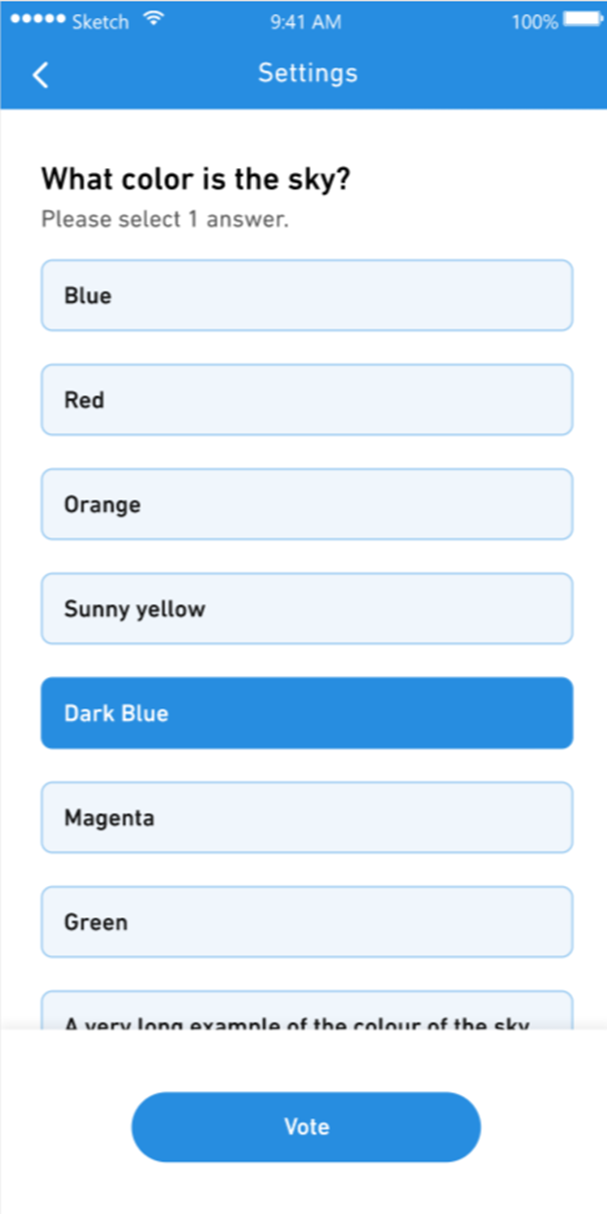 Sketch 9:41 AM 100%
Settings
What color is the sky?
Please select 1 answer.
Blue
Red
Orange
Sunny yellow
Dark Blue
Magenta
Green
A very long example of the colour of the sky
Vote